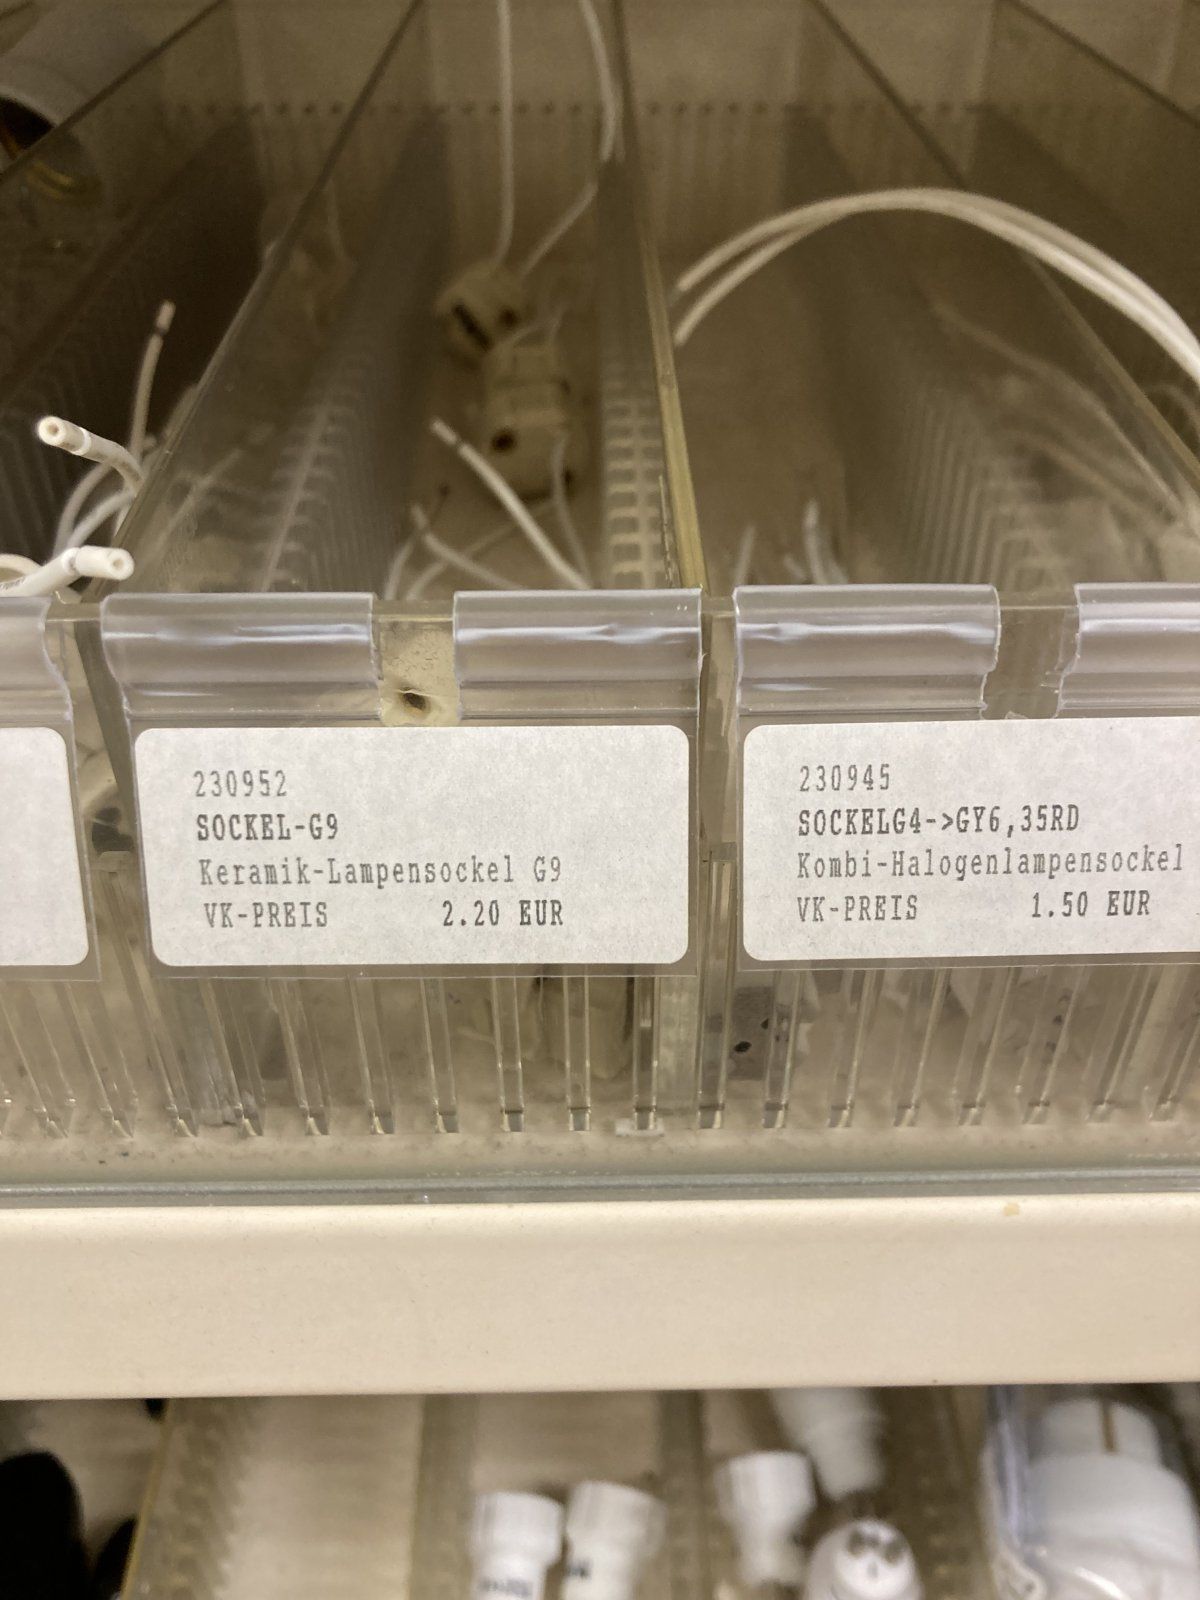 230952
SOCKEL-G9
Keramik-Lampensockel G9
VK-PREIS 2.20 EUR
230945
SOCKELG4->GY6,35RD
Kombi-Halogenlampensockel
VK-PREIS 1.50 EUR